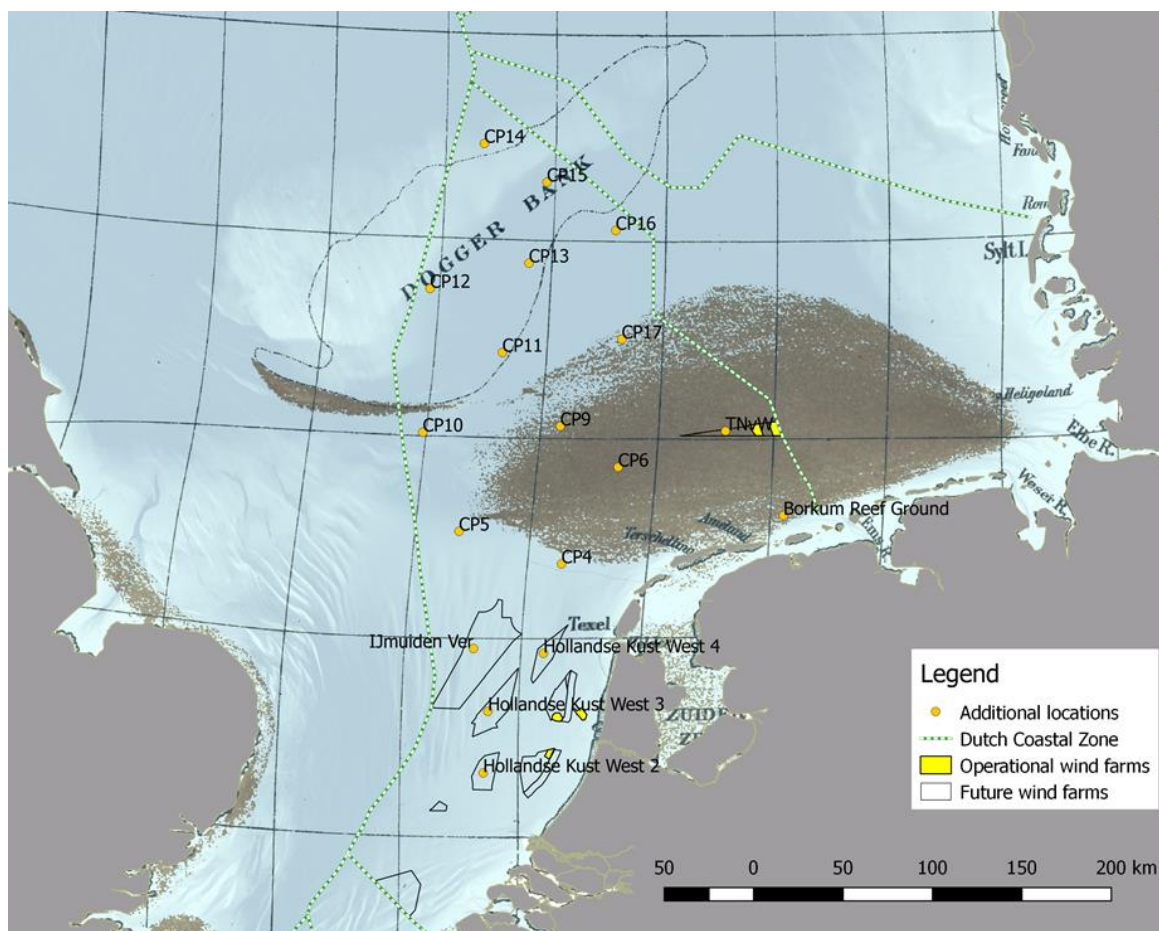 CP14
CP15
DOGGER BANK
CP16
Sylt I.
CP13
CP12
CP17
CP11
Heligoland
CP9
CP10
TNvW
Elbe R.
CP6
Weser R.
Borkum Reef Ground
CP5
Ameland
Terschelling
CP4
Texel
IJmuiden Ver
Hollandse Kust West 4
Hollandse Kust West 3
ZUIDE
Hollandse Kust West 2
Legend
Additional locations
Dutch Coastal Zone
Operational wind farms
Future wind farms
50 0 50 100 150 200 km